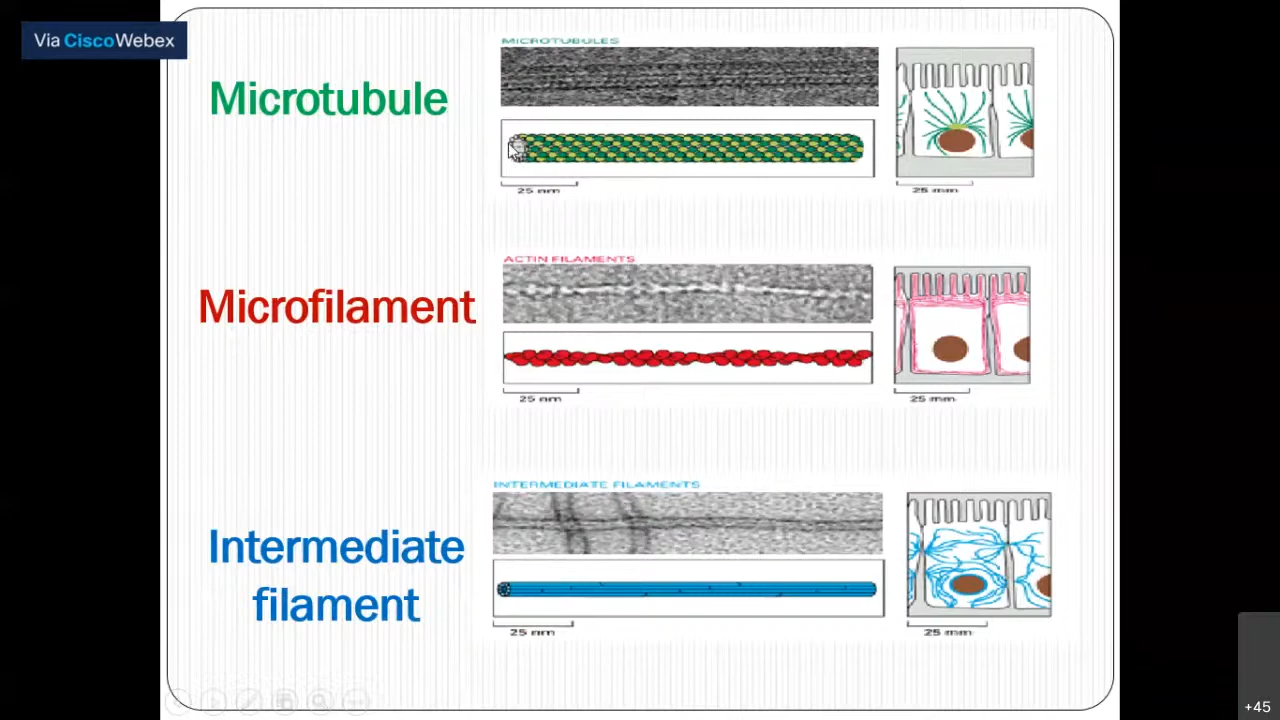 Via CiscoWebex
MICROTUBULES
Microtubule
25 nm
25 mm
ACTIN FILAMENTS
Microfilament
25 nm
25 mm
INTERMEDIATE FILAMENTS
Intermediate
filament
25 nm
25 mm
+45